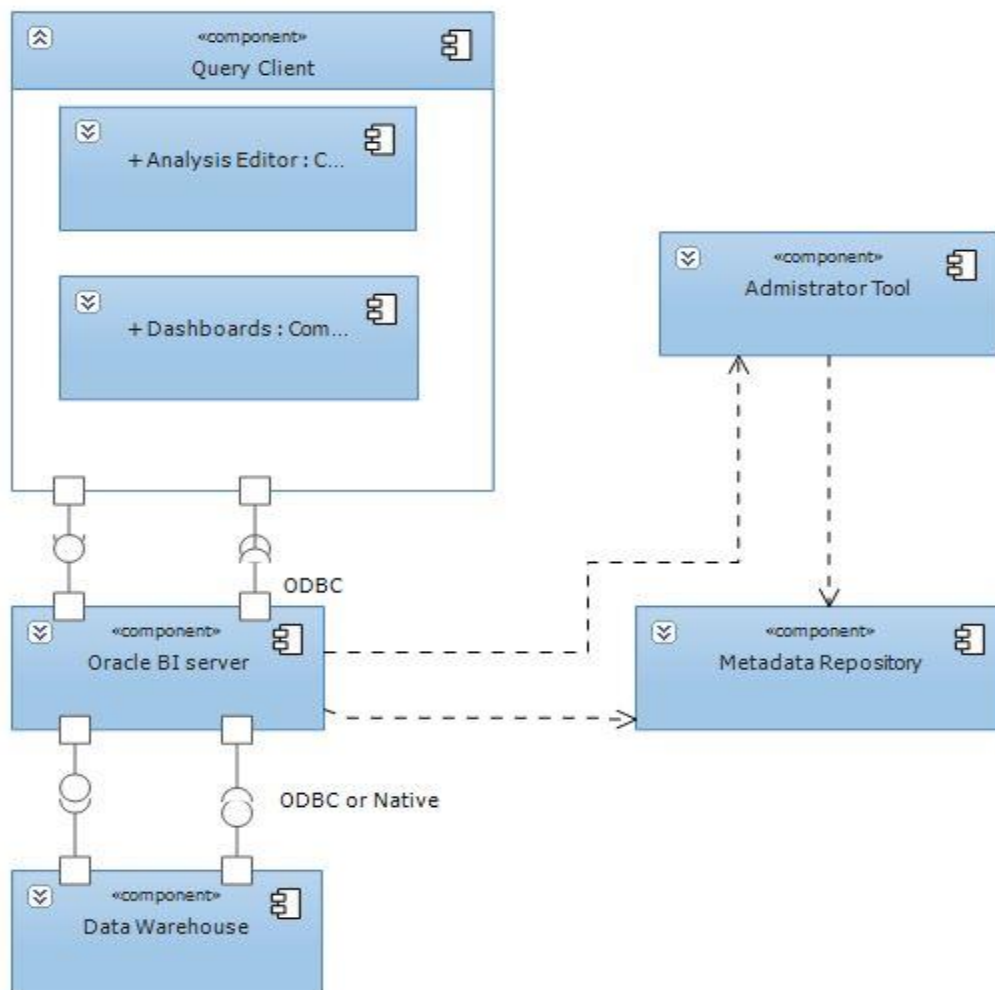 «component»
Query Client
+ Analysis Editor : C...
+ Dashboards : Com...
«component»
Admistrator Tool
ODBC
«component»
Oracle BI server
«component»
Metadata Repository
ODBC or Native
«component»
Data Warehouse